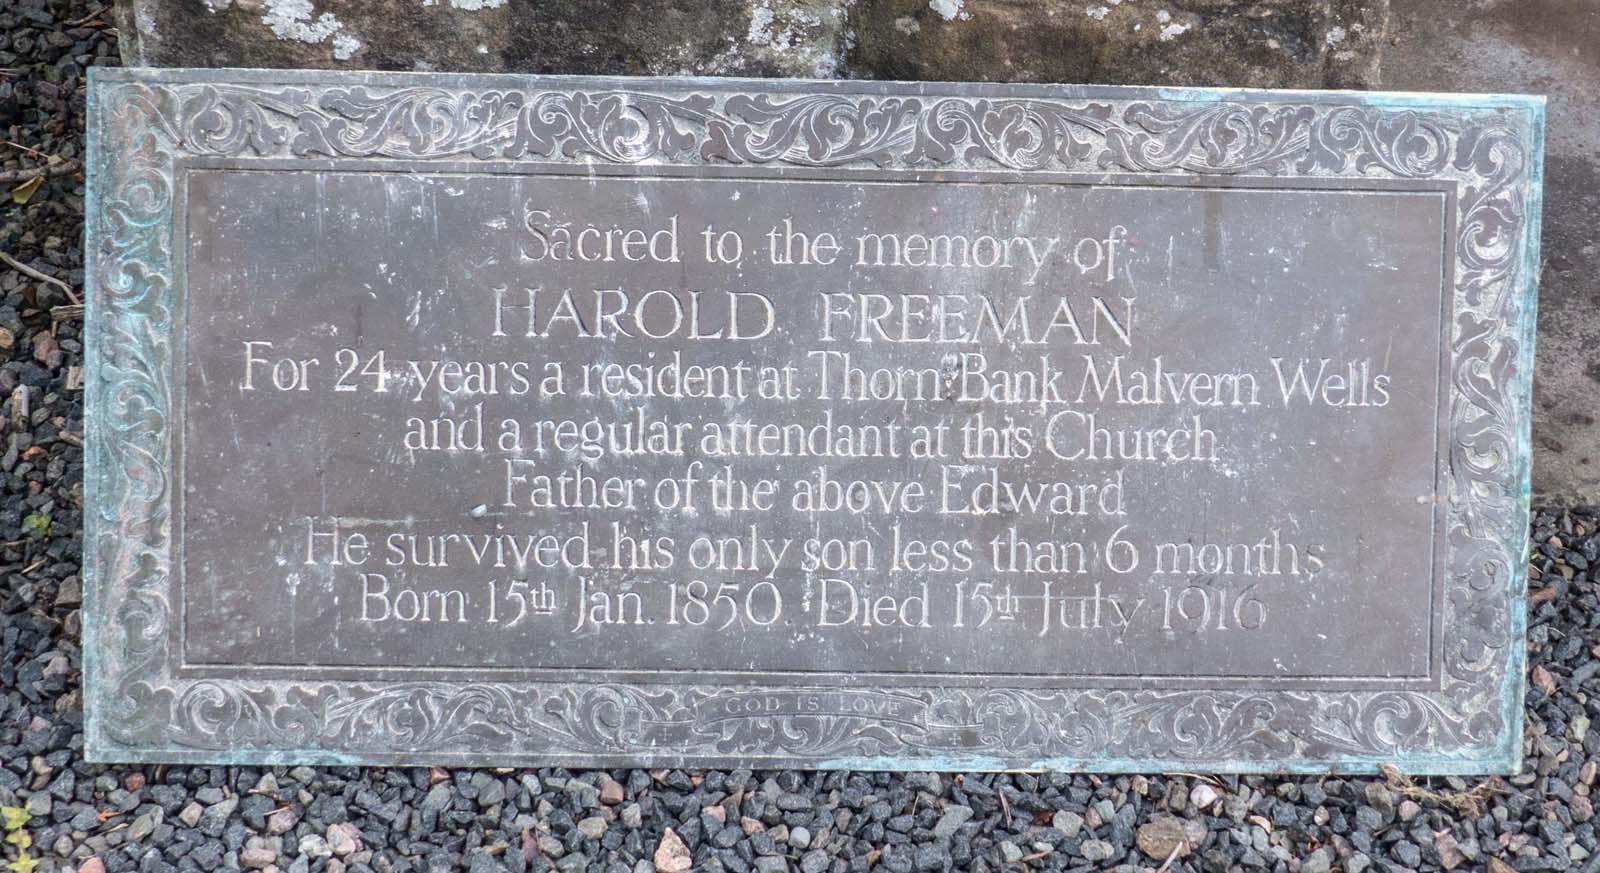 Sacred to the memory of
HAROLD FREEMAN
For 24 years a resident at Thorn Bank Malvern Wells
and a regular attendant at this Church
Father of the above Edward
He survived his only son less than 6 months
Born 15th Jan. 1850. Died 15th July 1916
GOD IS LOVE